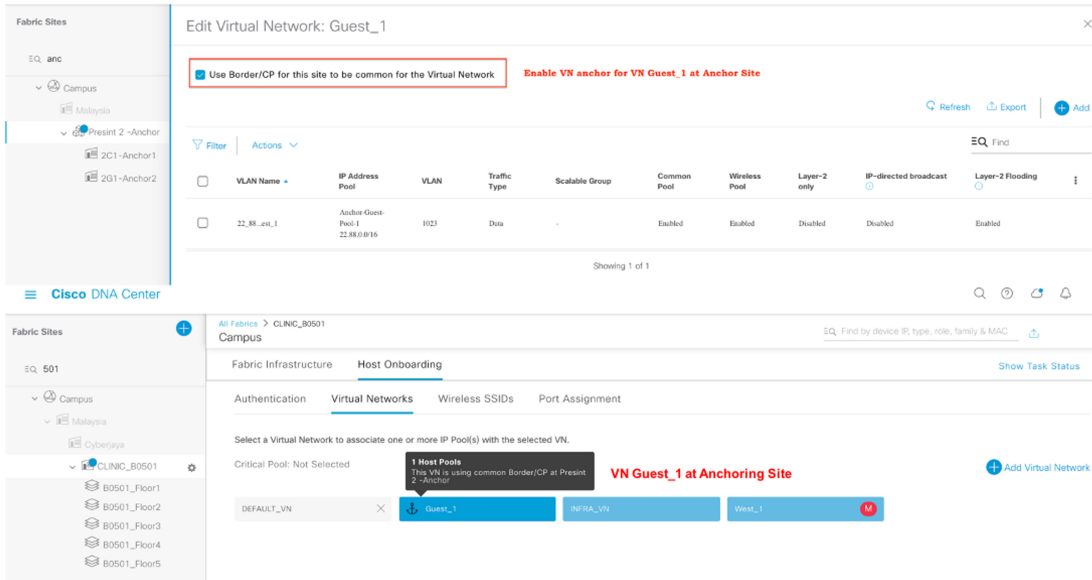 Fabric Sites
Edit Virtual Network: Guest_1
anc
Use Border/CP for this site to be common for the Virtual Network
Enable VN anchor for VN Guest_1 at Anchor Site
Campus
Malaysia
Presint 2 -Anchor
2C1-Anchor1
2G1-Anchor2
Refresh
Export
Add
Filter
Actions
Find
VLAN Name
IP Address Pool
VLAN
Traffic Type
Scalable Group
Common Pool
Wireless Pool
Layer-2 only
IP-directed broadcast
Layer-2 Flooding
22_88...est_1
Anchor-Guest-Pool-1 22.88.0.0/16
1023
Data
-
Enabled
Enabled
Disabled
Disabled
Enabled
Showing 1 of 1
Cisco DNA Center
Fabric Sites
All Fabrics > CLINIC_B0501
Campus
Find by device IP, type, role, family & MAC
501
Fabric Infrastructure
Host Onboarding
Show Task Status
Campus
Malaysia
Cyberjaya
CLINIC_B0501
B0501_Floor1
B0501_Floor2
B0501_Floor3
B0501_Floor4
B0501_Floor5
Authentication
Virtual Networks
Wireless SSIDs
Port Assignment
Select a Virtual Network to associate one or more IP Pool(s) with the selected VN.
Critical Pool: Not Selected
1 Host Pools
This VN is using common Border/CP at Presint
2 -Anchor
VN Guest_1 at Anchoring Site
Add Virtual Network
DEFAULT_VN
Guest_1
INFRA_VN
West_1
M